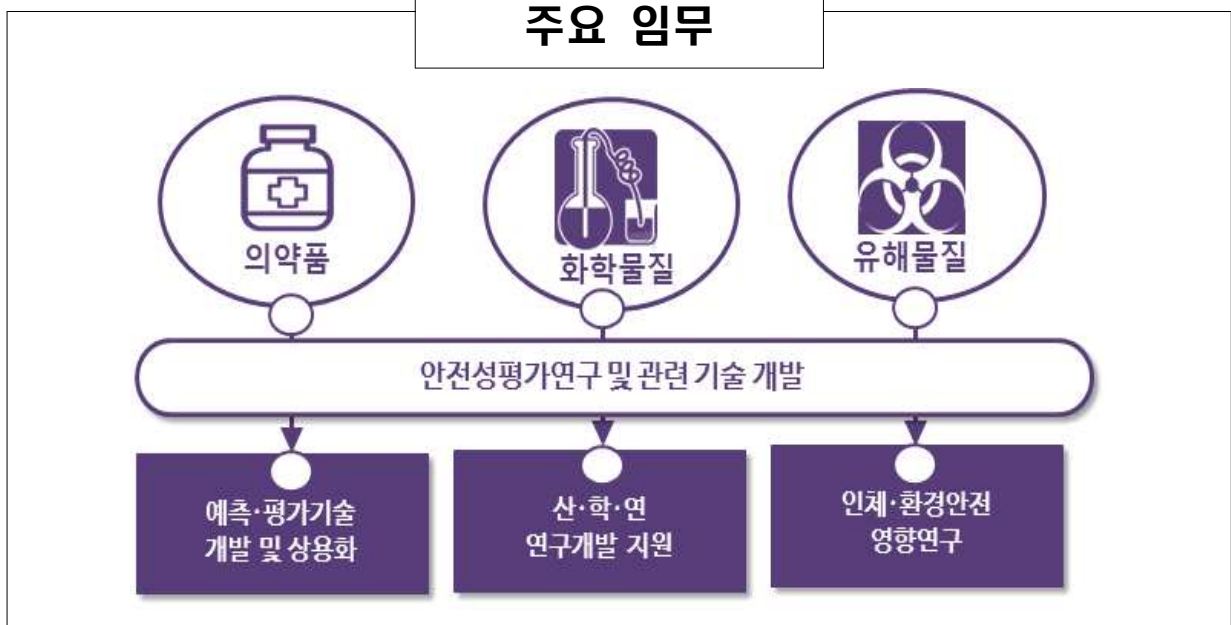 주요 임무
의약품
화학물질
유해물질
안전성평가연구 및 관련 기술 개발
예측·평가기술
개발 및 상용화
산·학·연
연구개발 지원
인체·환경안전
영향연구